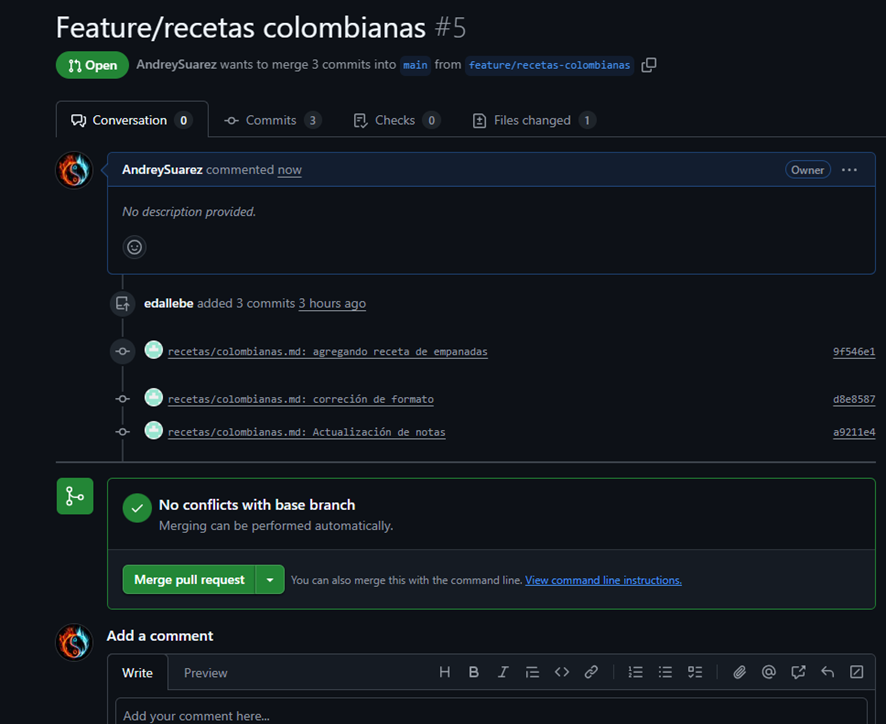 Feature/recetas colombianas #5
Open AndreySuarez wants to merge 3 commits into main from feature/recetas-colombianas
Conversation 0 Commits 3 Checks 0 Files changed 1
AndreySuarez commented now Owner
No description provided.
edallebe added 3 commits 3 hours ago
recetas/colombianas.md: agregando receta de empanadas 9f546e1
recetas/colombianas.md: correción de formato d8e8587
recetas/colombianas.md: Actualización de notas a9211e4
No conflicts with base branch
Merging can be performed automatically.
Merge pull request You can also merge this with the command line. View command line instructions.
Add a comment
Write Preview
Add your comment here...